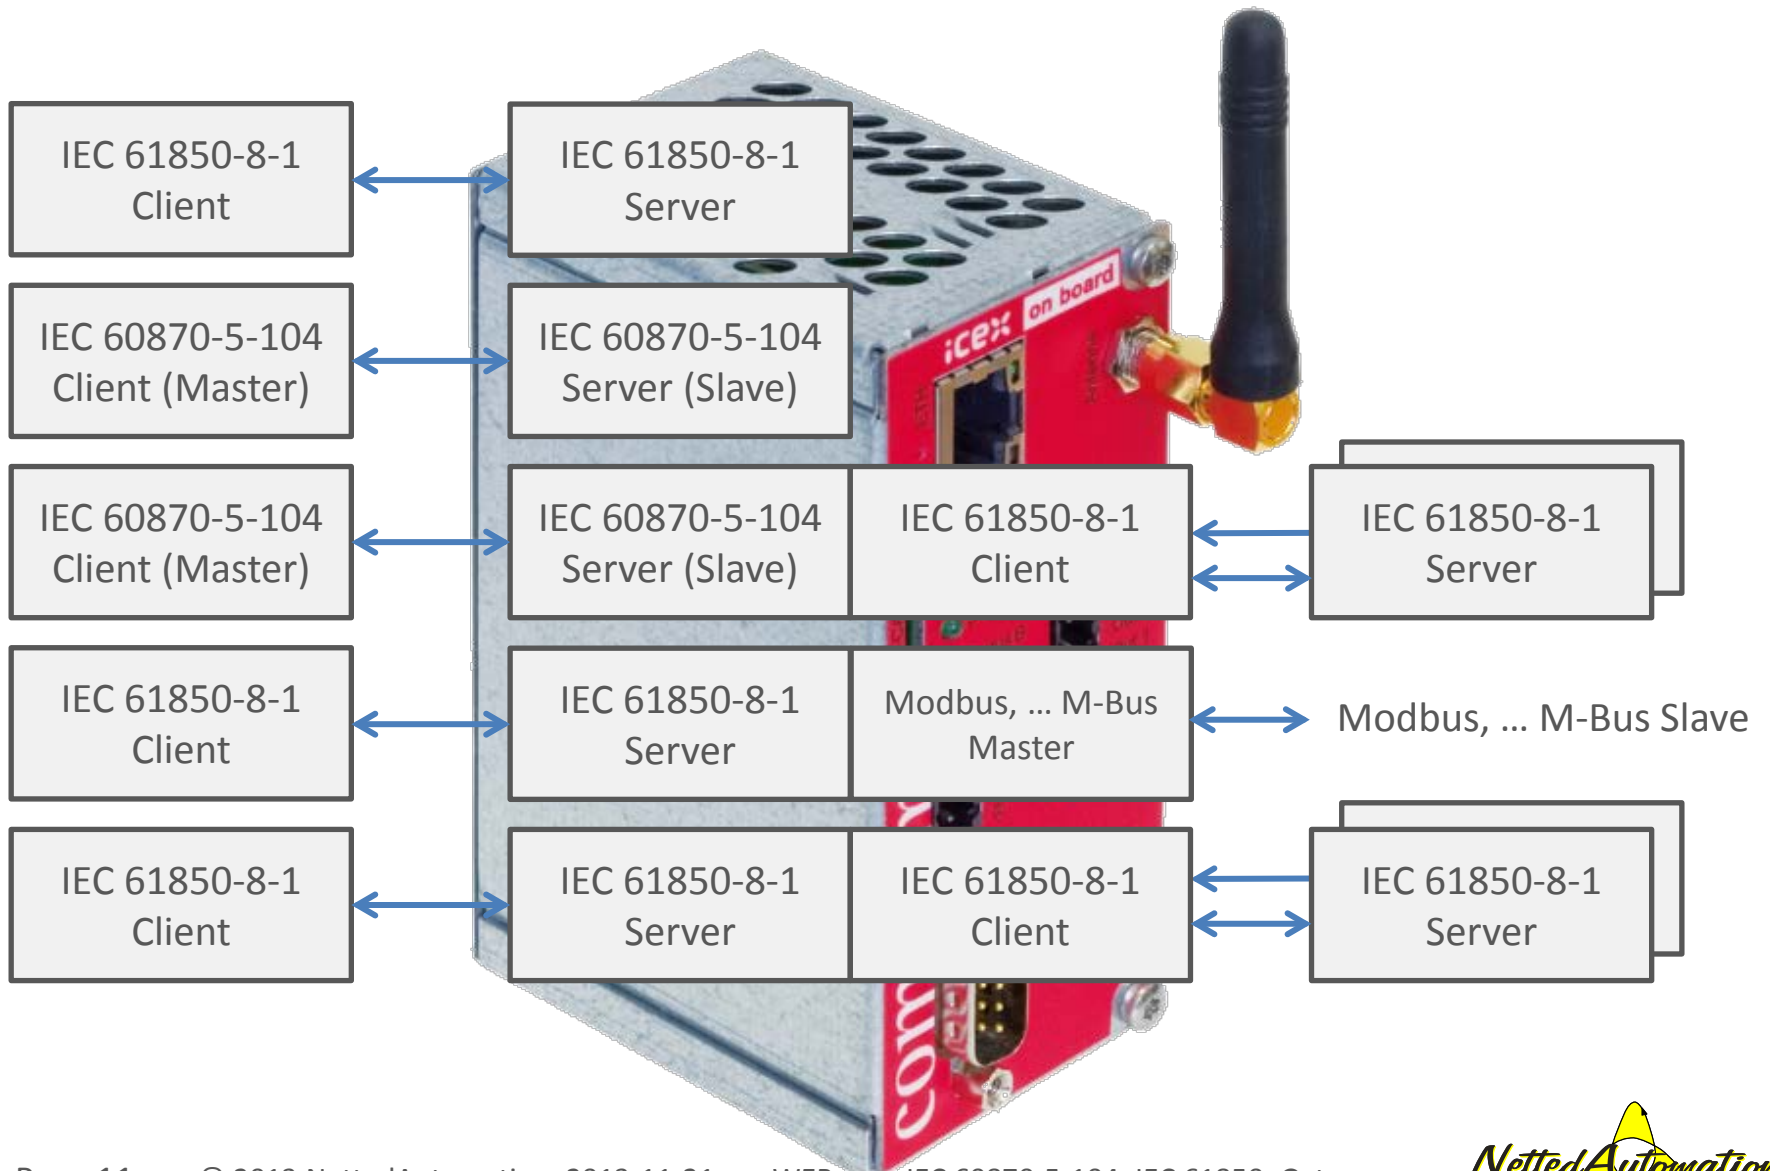 IEC 61850-8-1
Client
IEC 61850-8-1
Server
IEC 60870-5-104
Client (Master)
IEC 60870-5-104
Server (Slave)
icex on board
Antenne
ETH
IEC 60870-5-104
Client (Master)
IEC 60870-5-104
Server (Slave)
IEC 61850-8-1
Client
IEC 61850-8-1
Server
IEC 61850-8-1
Client
IEC 61850-8-1
Server
Modbus, ... M-Bus
Master
Modbus, ... M-Bus Slave
IEC 61850-8-1
Client
IEC 61850-8-1
Server
IEC 61850-8-1
Client
IEC 61850-8-1
Server
com
NettedAutomation